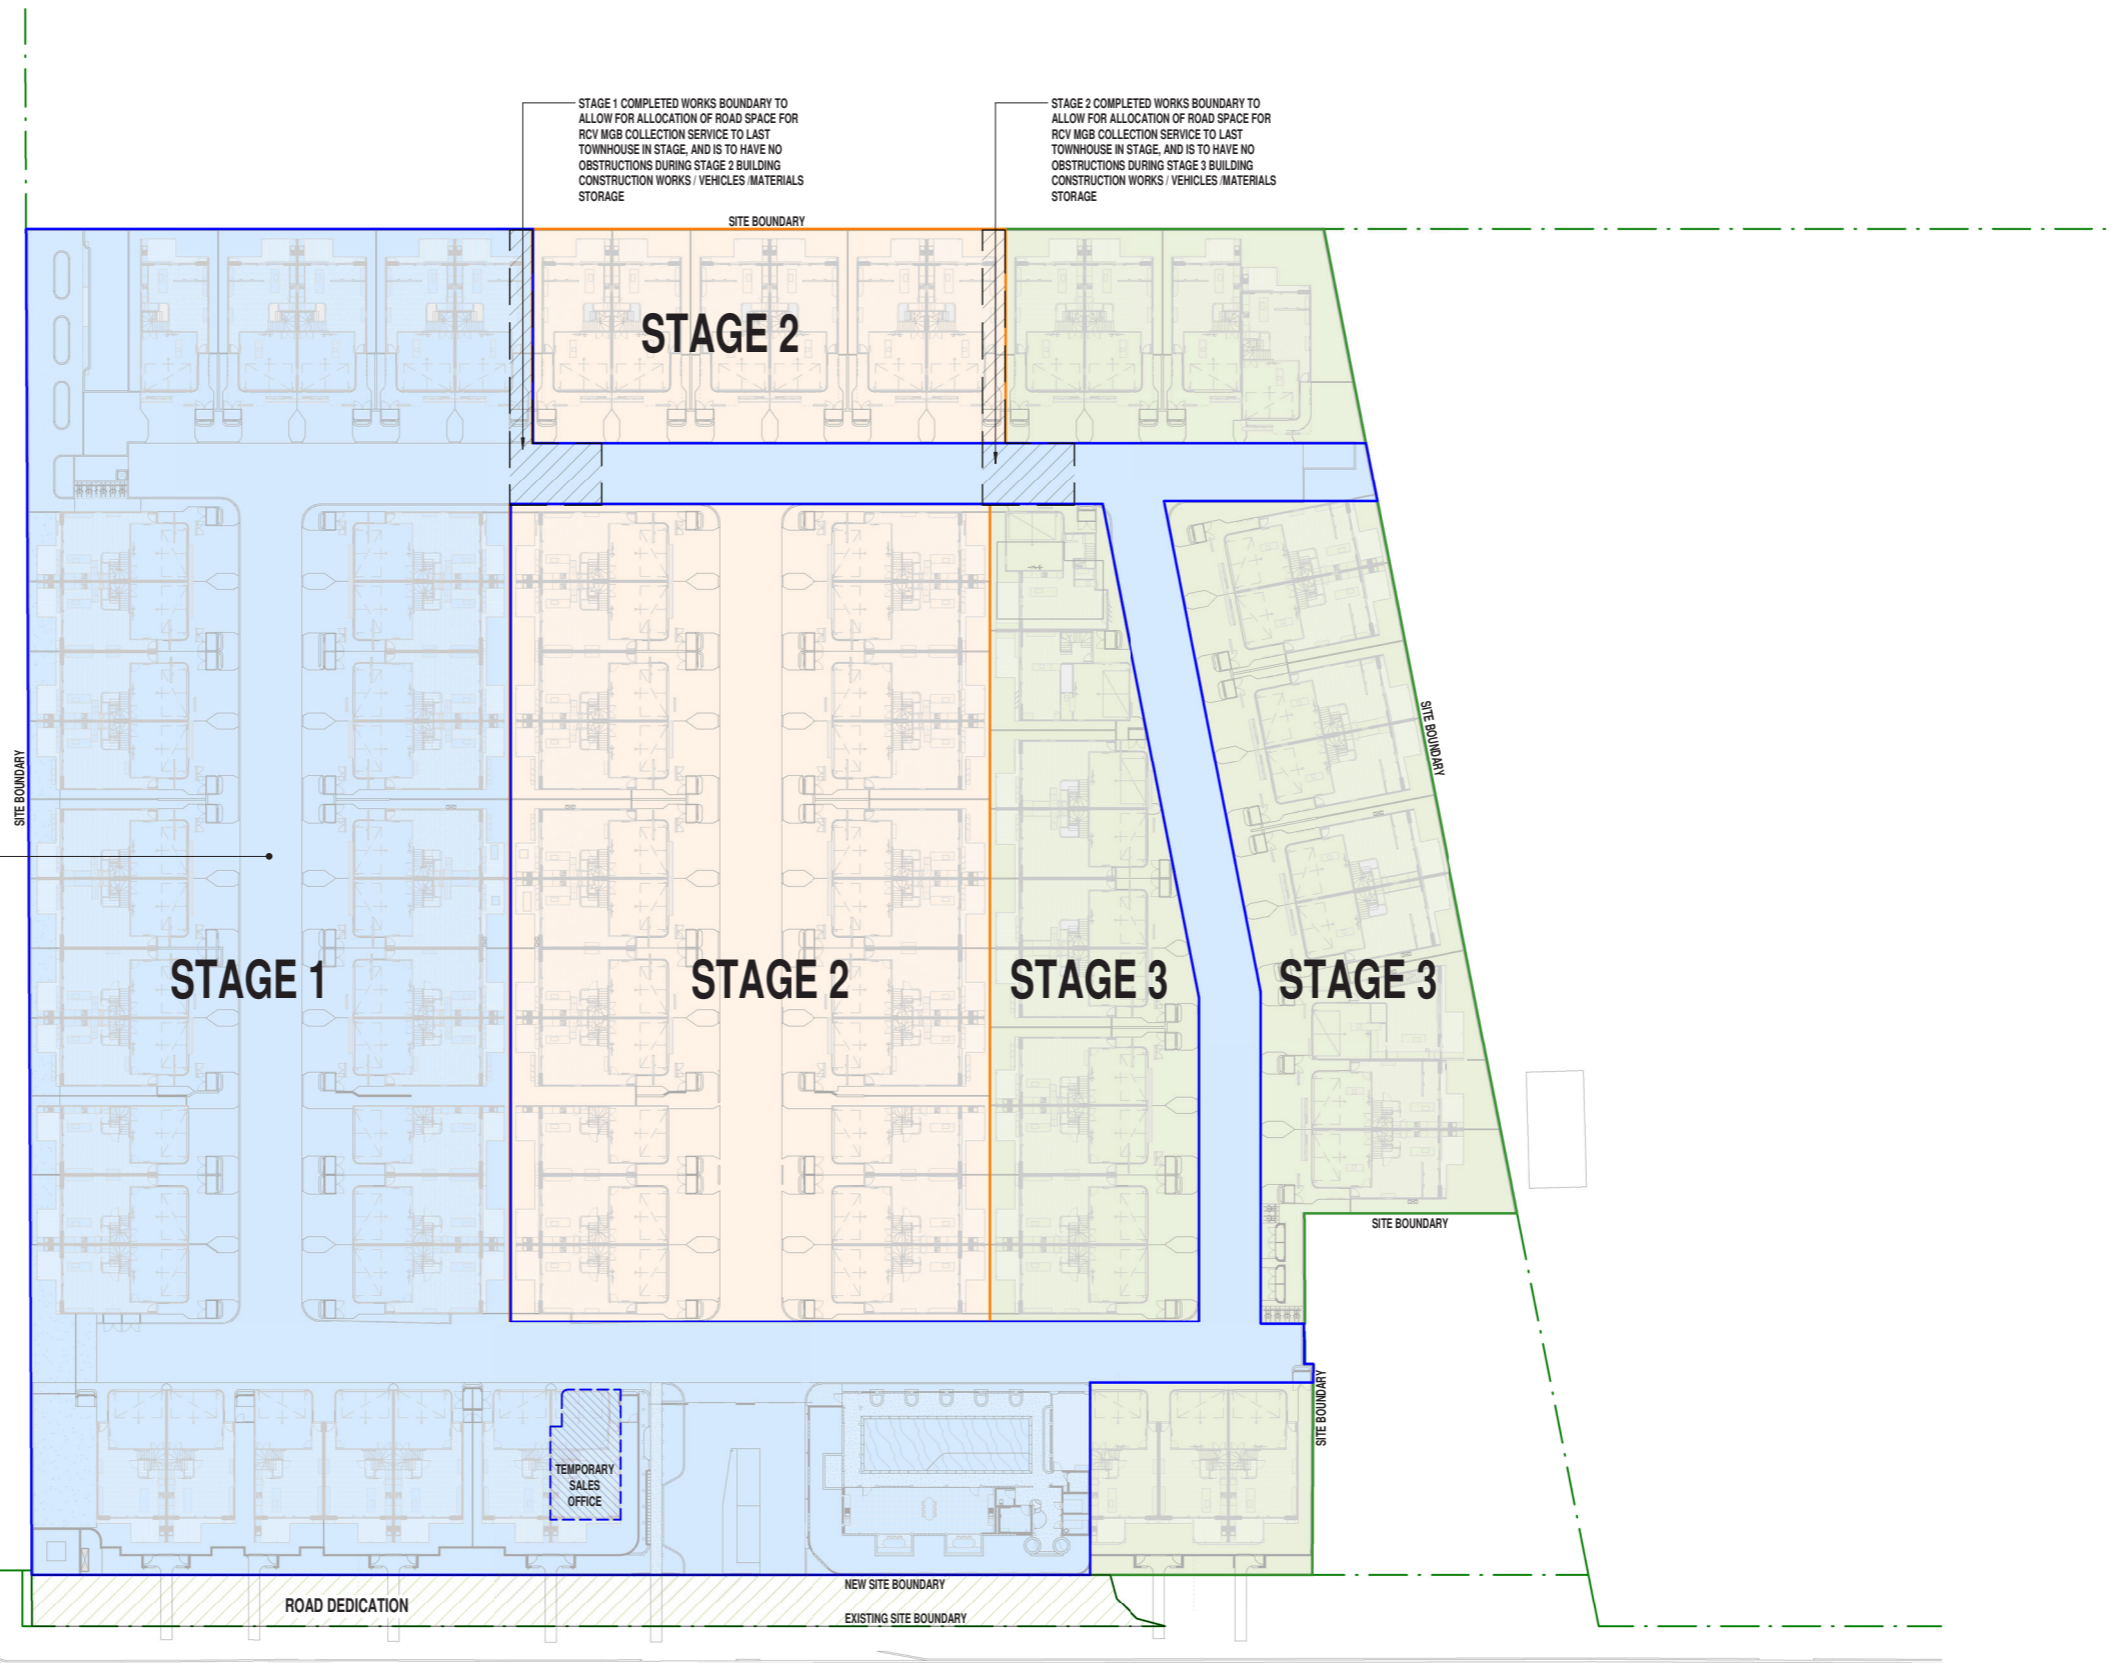 STAGE 1 COMPLETED WORKS BOUNDARY TO
ALLOW FOR ALLOCATION OF ROAD SPACE FOR
RCV MGB COLLECTION SERVICE TO LAST
TOWNHOUSE IN STAGE, AND IS TO HAVE NO
OBSTRUCTIONS DURING STAGE 2 BUILDING
CONSTRUCTION WORKS / VEHICLES /MATERIALS
STORAGE
STAGE 2 COMPLETED WORKS BOUNDARY TO
ALLOW FOR ALLOCATION OF ROAD SPACE FOR
RCV MGB COLLECTION SERVICE TO LAST
TOWNHOUSE IN STAGE, AND IS TO HAVE NO
OBSTRUCTIONS DURING STAGE 3 BUILDING
CONSTRUCTION WORKS / VEHICLES /MATERIALS
STORAGE
SITE BOUNDARY
STAGE 2
SITE BOUNDARY
SITE BOUNDARY
STAGE 1
STAGE 2
STAGE 3
STAGE 3
SITE BOUNDARY
SITE BOUNDARY
TEMPORARY
SALES
OFFICE
NEW SITE BOUNDARY
ROAD DEDICATION
EXISTING SITE BOUNDARY